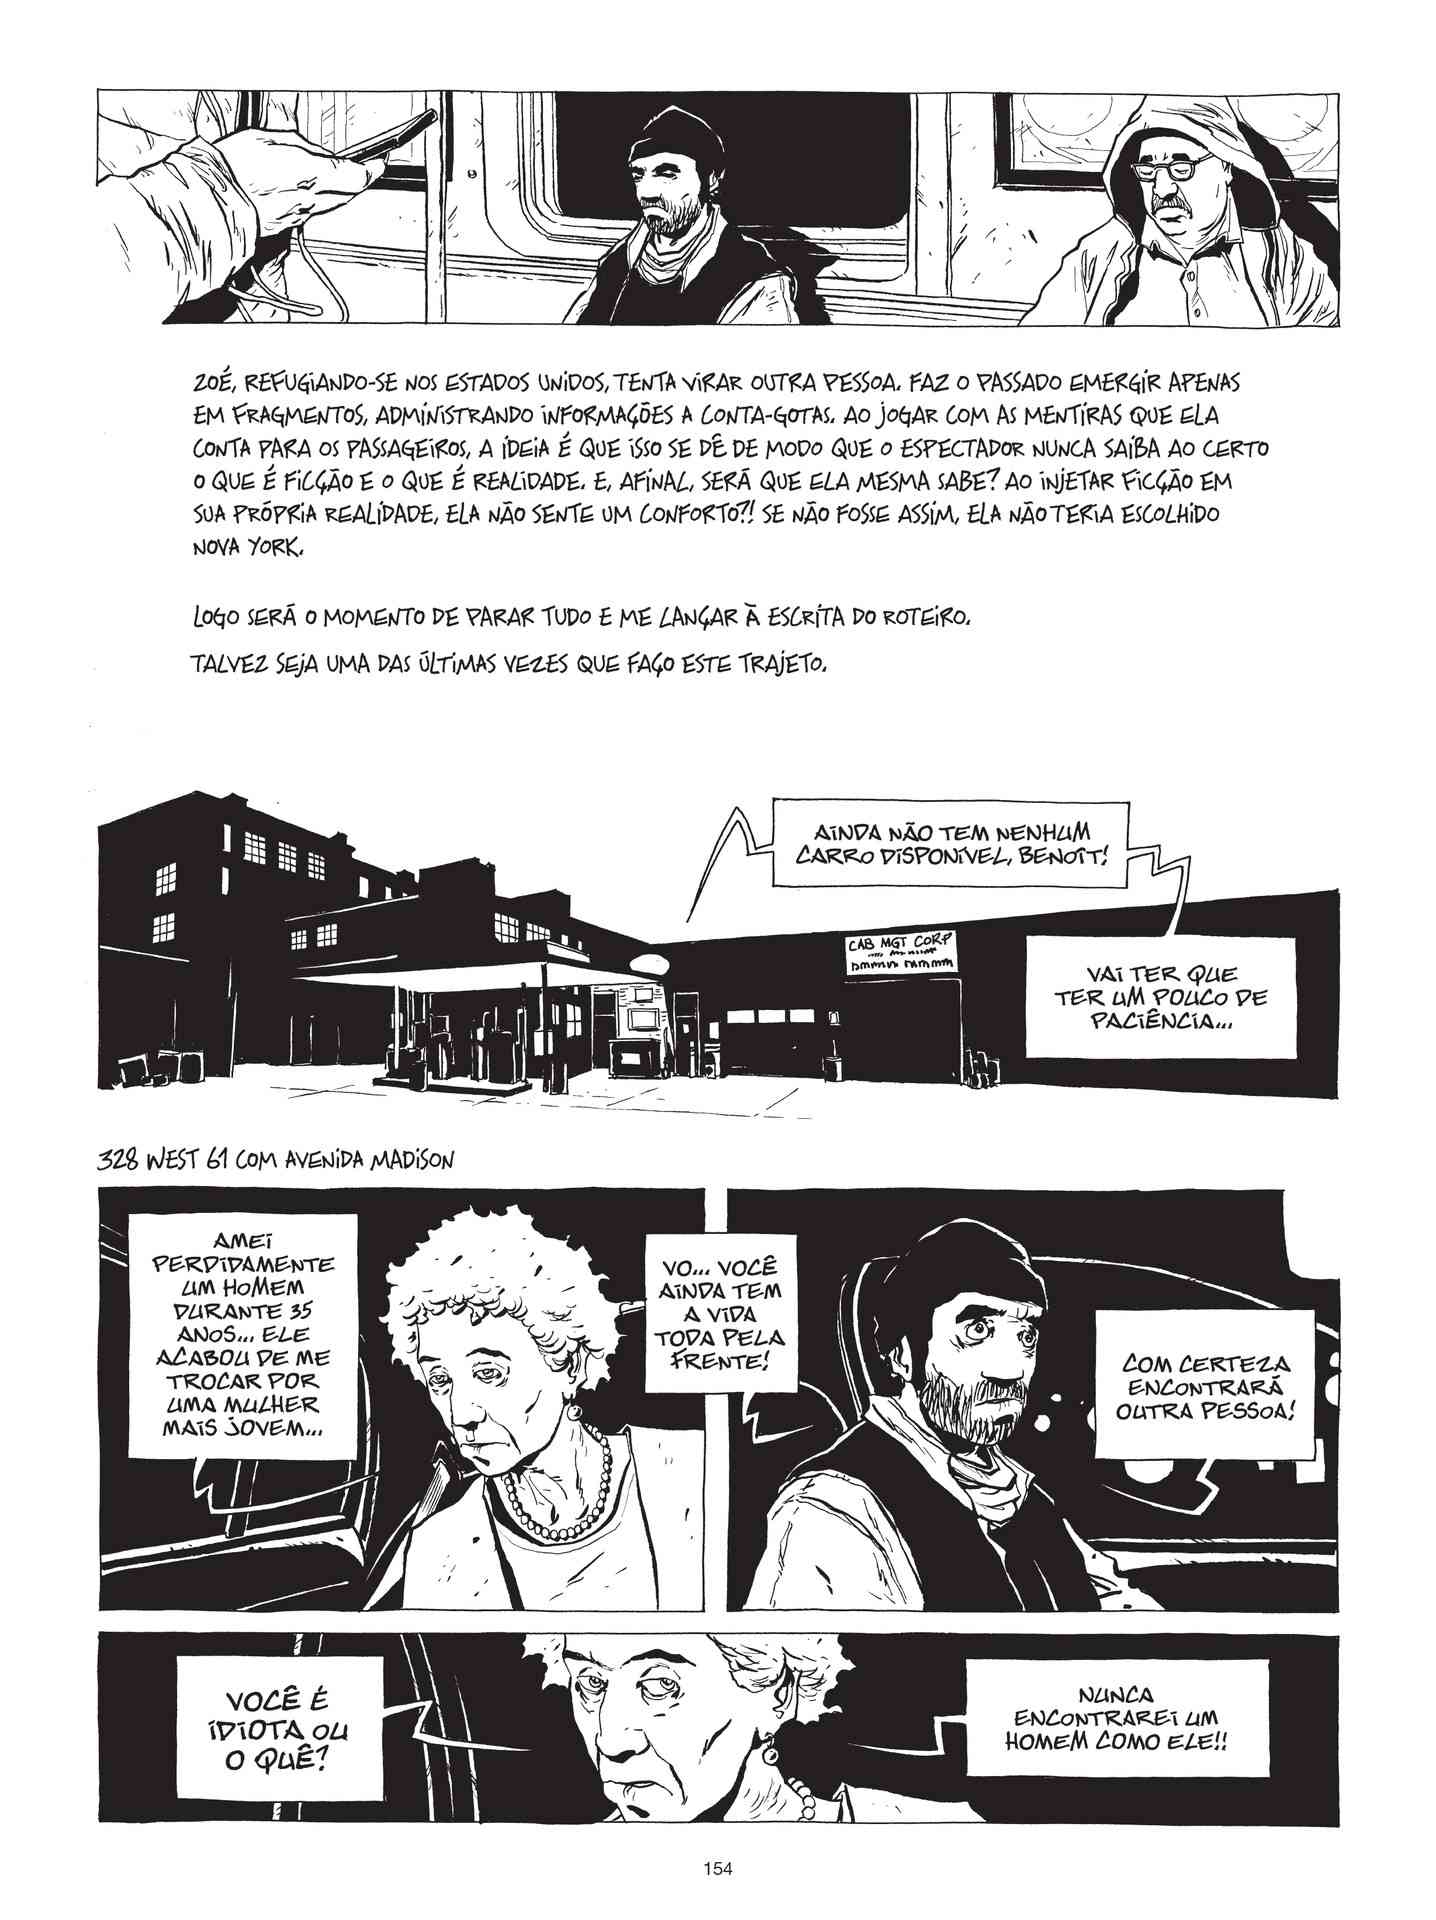 ZOÉ, REFUGIANDO-SE NOS ESTADOS UNIDOS, TENTA VIRAR OUTRA PESSOA. FAZ O PASSADO EMERGIR APENAS
EM FRAGMENTOS, ADMINISTRANDO INFORMAÇÕES A CONTA-GOTAS. AO JOGAR COM AS MENTIRAS QUE ELA
CONTA PARA OS PASSAGEIROS, A IDEIA É QUE ISSO SE DÊ DE MODO QUE O ESPECTADOR NUNCA SAIBA AO CERTO
O QUE É FICÇÃO E O QUE É REALIDADE. E, AFINAL, SERÁ QUE ELA MESMA SABE? AO INJETAR FICÇÃO EM
SUA PRÓPRIA REALIDADE, ELA NÃO SENTE UM CONFORTO?! SE NÃO FOSSE ASSIM, ELA NÃO TERIA ESCOLHIDO
NOVA YORK.
LOGO SERÁ O MOMENTO DE PARAR TUDO E ME LANÇAR À ESCRITA DO ROTEIRO.
TALVEZ SEJA UMA DAS ÚLTIMAS VEZES QUE FAÇO ESTE TRAJETO.
AINDA NÃO TEM NENHUM
CARRO DISPONÍVEL, BENOÎT!
CAB MGT CORP
VAI TER QUE
TER UM POUCO DE
PACIÊNCIA...
328 WEST 61 COM AVENIDA MADISON
AMEI
PERDIDAMENTE
UM HOMEM
DURANTE 35
ANOS... ELE
ACABOU DE ME
TROCAR POR
UMA MULHER
MAIS JOVEM...
VO... VOCÊ
AINDA TEM
A VIDA
TODA PELA
FRENTE!
COM CERTEZA
ENCONTRARÁ
OUTRA PESSOA!
VOCÊ É
IDIOTA OU
O QUÊ?
NUNCA
ENCONTRAREI UM
HOMEM COMO ELE!!
154